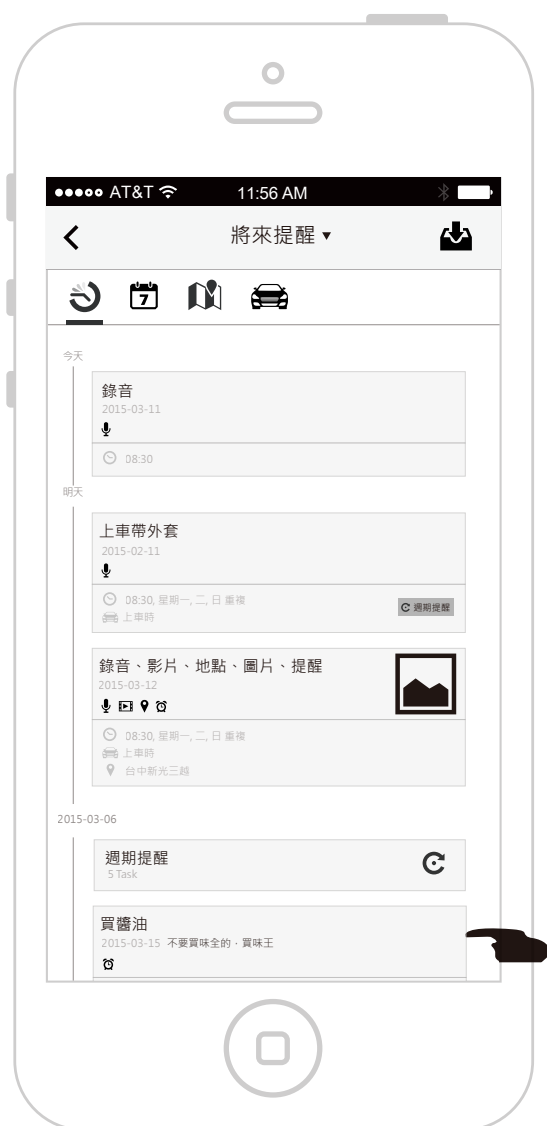 AT&T 11:56 AM
將來提醒
7
今天
錄音
2015-03-11
08:30
明天
上車帶外套
2015-02-11
08:30, 星期一, 二, 日 重複
上車時
週期提醒
錄音、影片、地點、圖片、提醒
2015-03-12
08:30, 星期一, 二, 日 重複
上車時
台中新光三越
2015-03-06
週期提醒
5 Task
買醬油
2015-03-15 不要買味全的．買味王